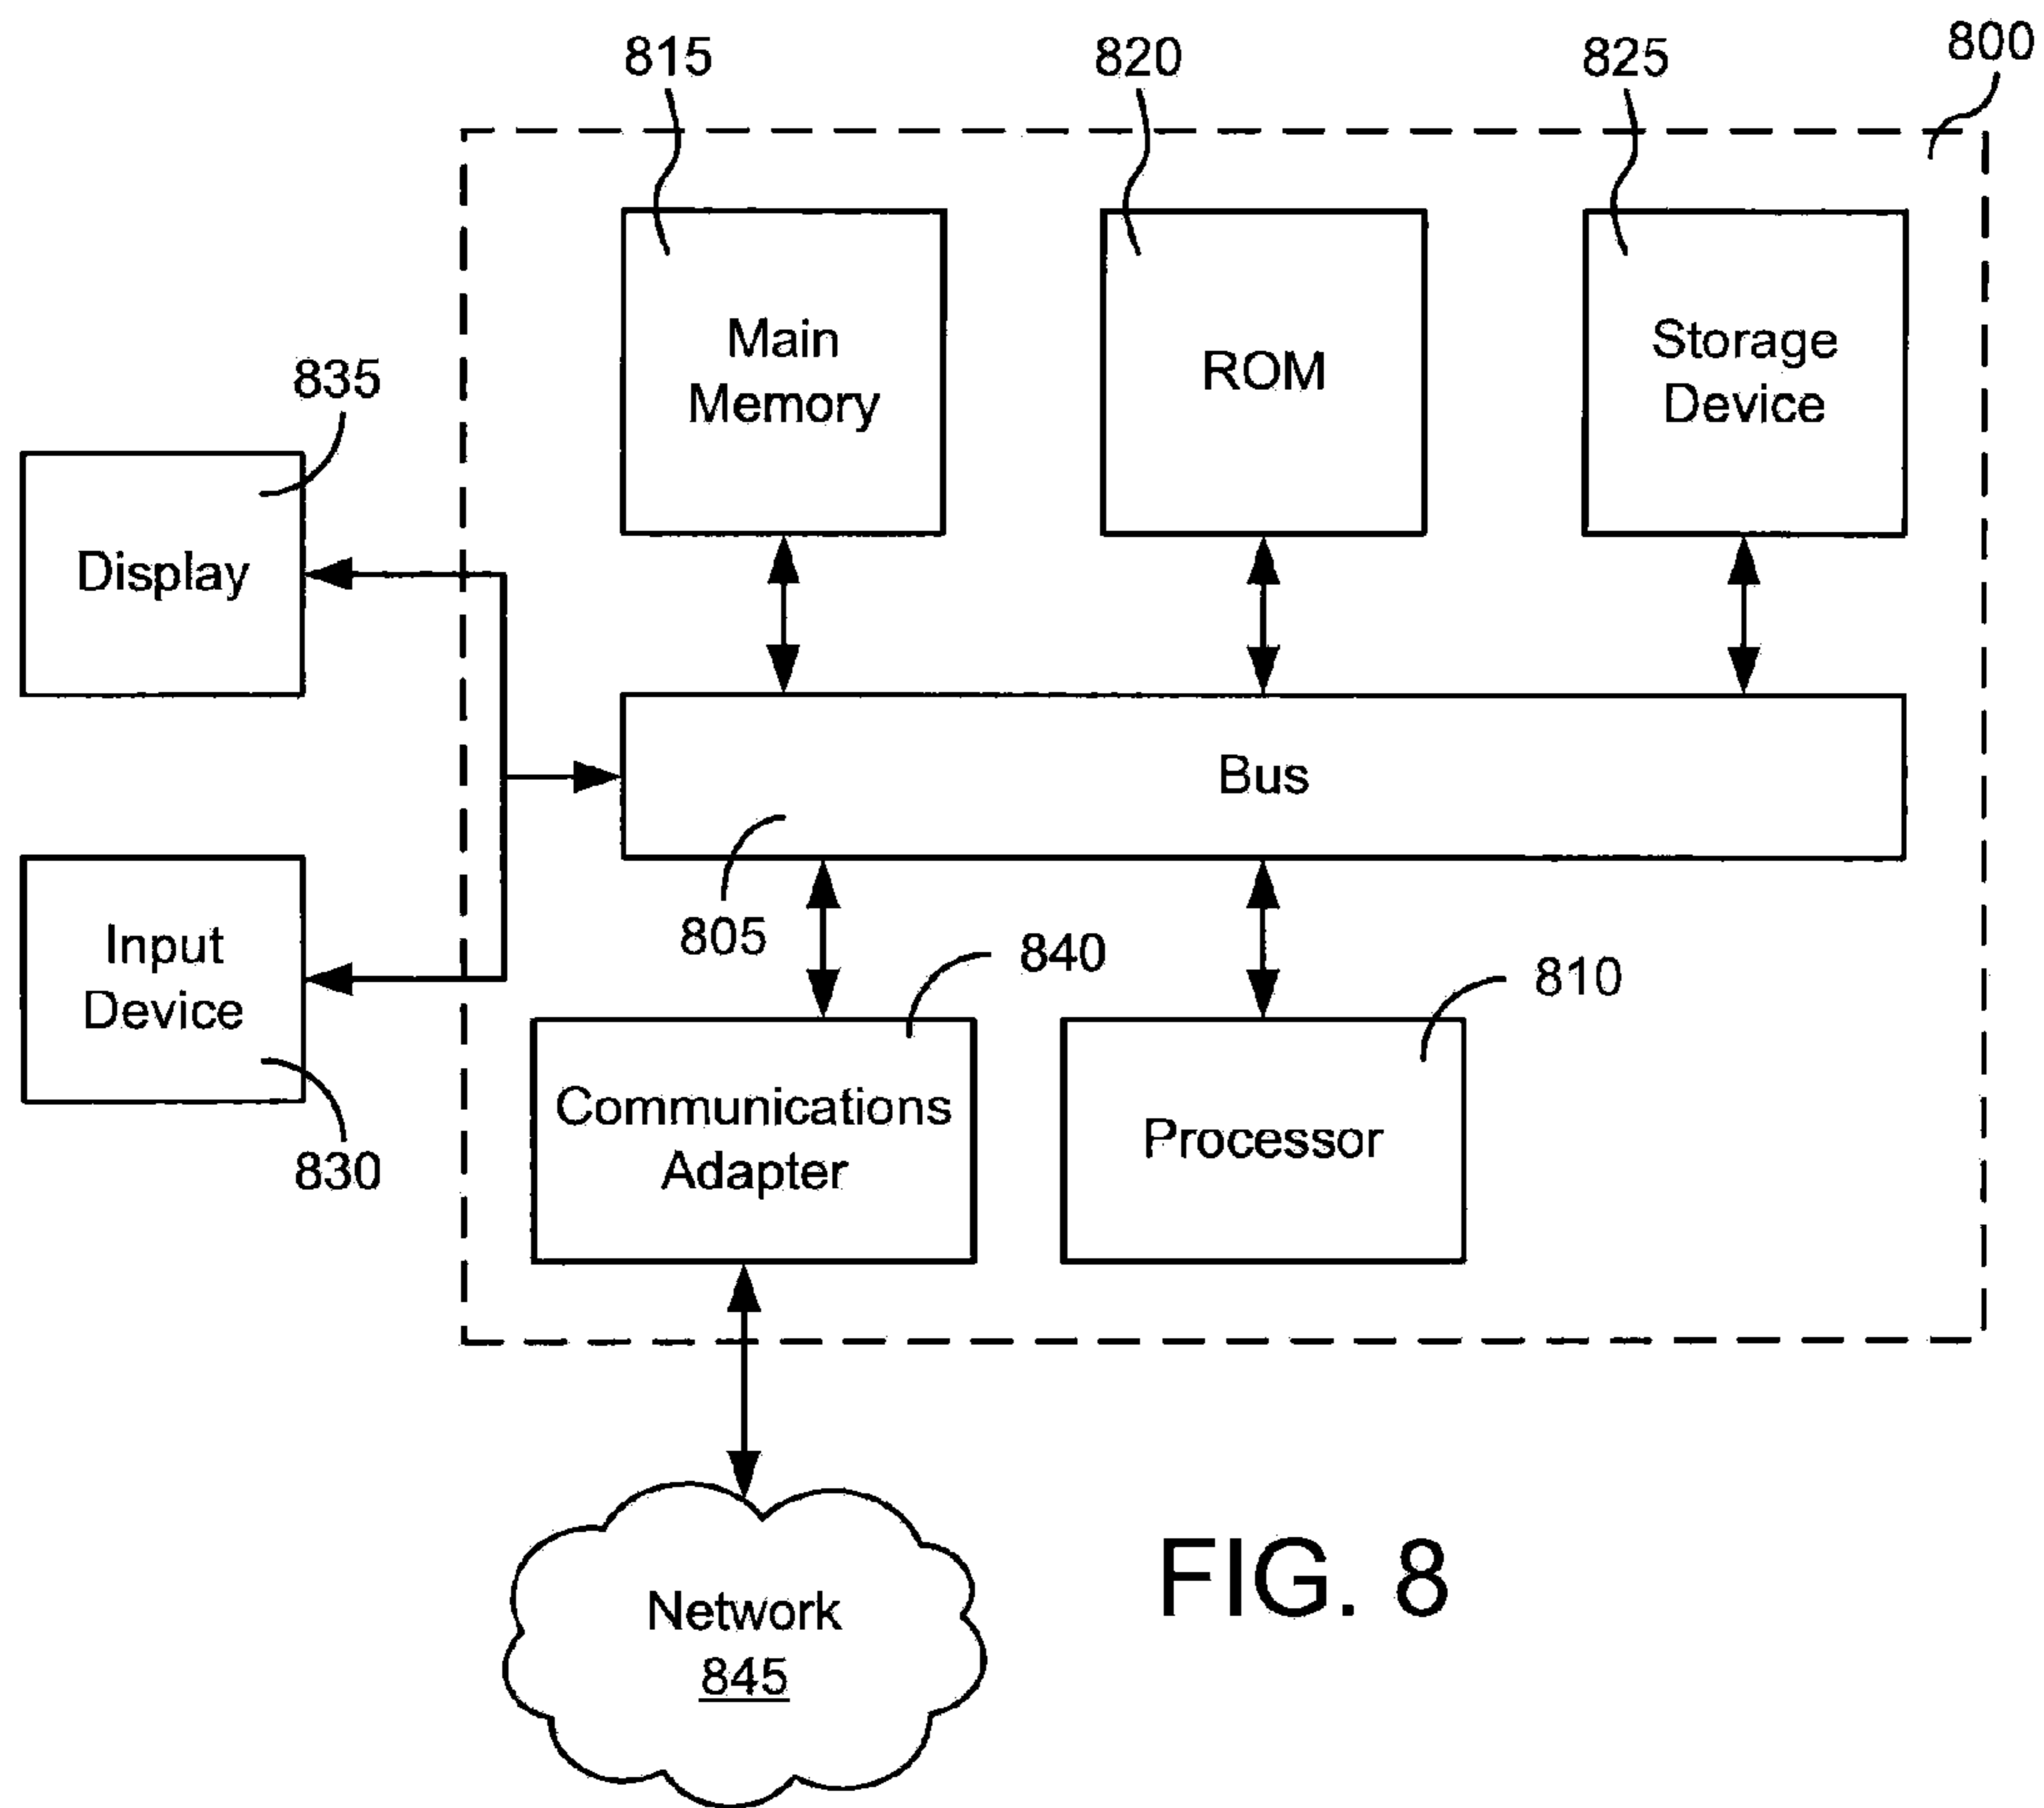 815
820
825
800
Main
Memory
ROM
Storage
Device
835
Display
Bus
805
Input
Device
830
840
810
Communications
Adapter
Processor
Network
845
FIG. 8